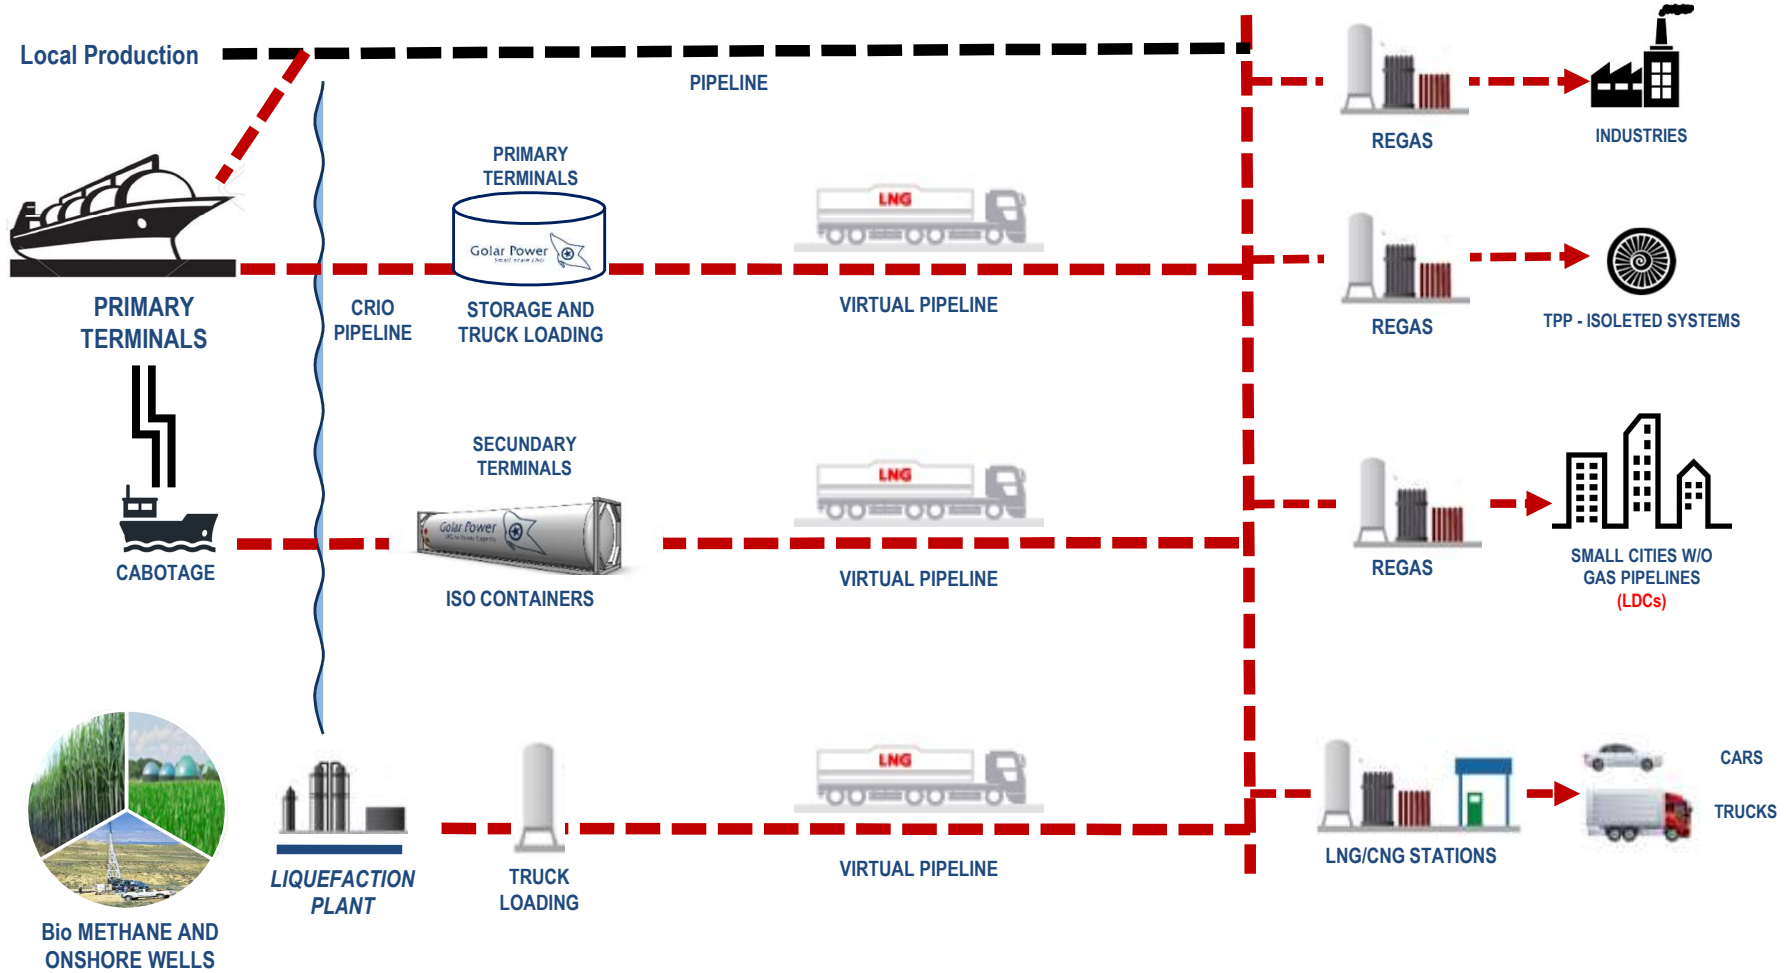 Local Production
PIPELINE
PRIMARY
TERMINALS
Golar Power
LNG
PRIMARY
TERMINALS
CRIO
PIPELINE
STORAGE AND
TRUCK LOADING
VIRTUAL PIPELINE
REGAS
INDUSTRIES
REGAS
TPP - ISOLETED SYSTEMS
SECUNDARY
TERMINALS
Golar Power
LNG
CABOTAGE
ISO CONTAINERS
VIRTUAL PIPELINE
REGAS
SMALL CITIES W/O
GAS PIPELINES
(LDCs)
LNG
Bio METHANE AND
ONSHORE WELLS
LIQUEFACTION
PLANT
TRUCK
LOADING
VIRTUAL PIPELINE
LNG/CNG STATIONS
CARS
TRUCKS